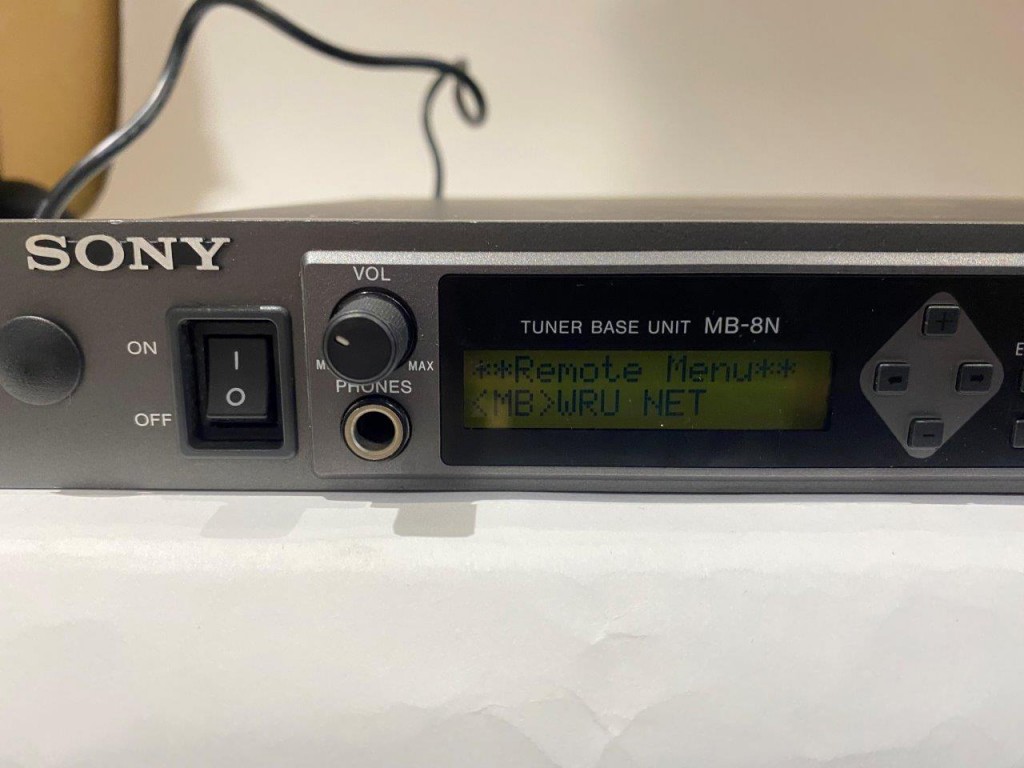 SONY
VOL
ON
OFF
I
O
MAX
PHONES
TUNER BASE UNIT MB-8N
**Remote Menu**
<MB>WRU NET
+
-